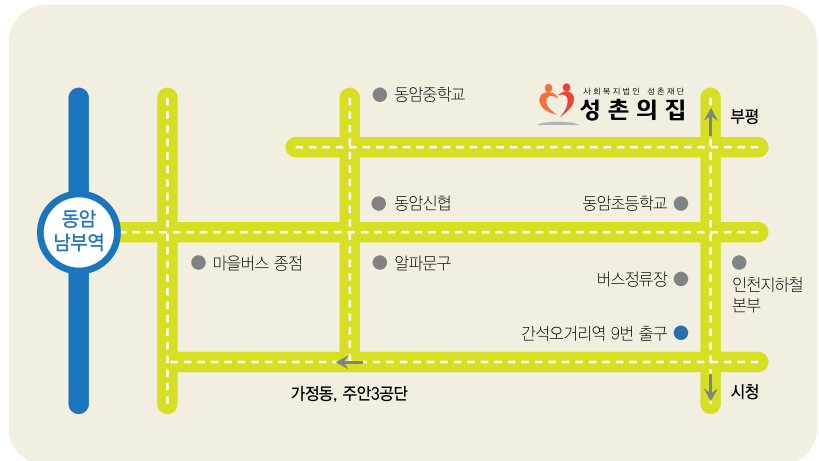 동암중학교
사회복지법인 성촌재단
성촌의집
부평
동암신협
동암초등학교
동암
남부역
마을버스 종점
알파문구
버스정류장
인천지하철
본부
간석오거리역 9번 출구
가정동, 주안3공단
시청